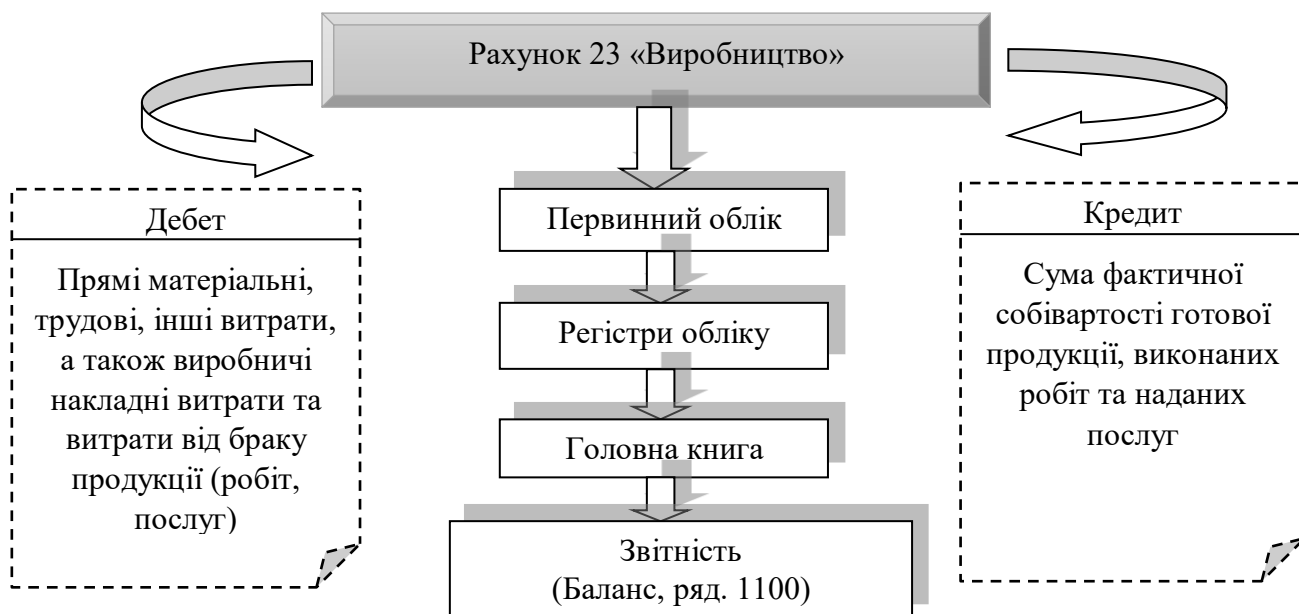 Рахунок 23 «Виробництво»
Дебет
Прямі матеріальні,
трудові, інші витрати,
а також виробничі
накладні витрати та
витрати від браку
продукції (робіт,
послуг)
Первинний облік
Регістри обліку
Головна книга
Звітність
(Баланс, ряд. 1100)
Кредит
Сума фактичної
собівартості готової
продукції, виконаних
робіт та наданих
послуг